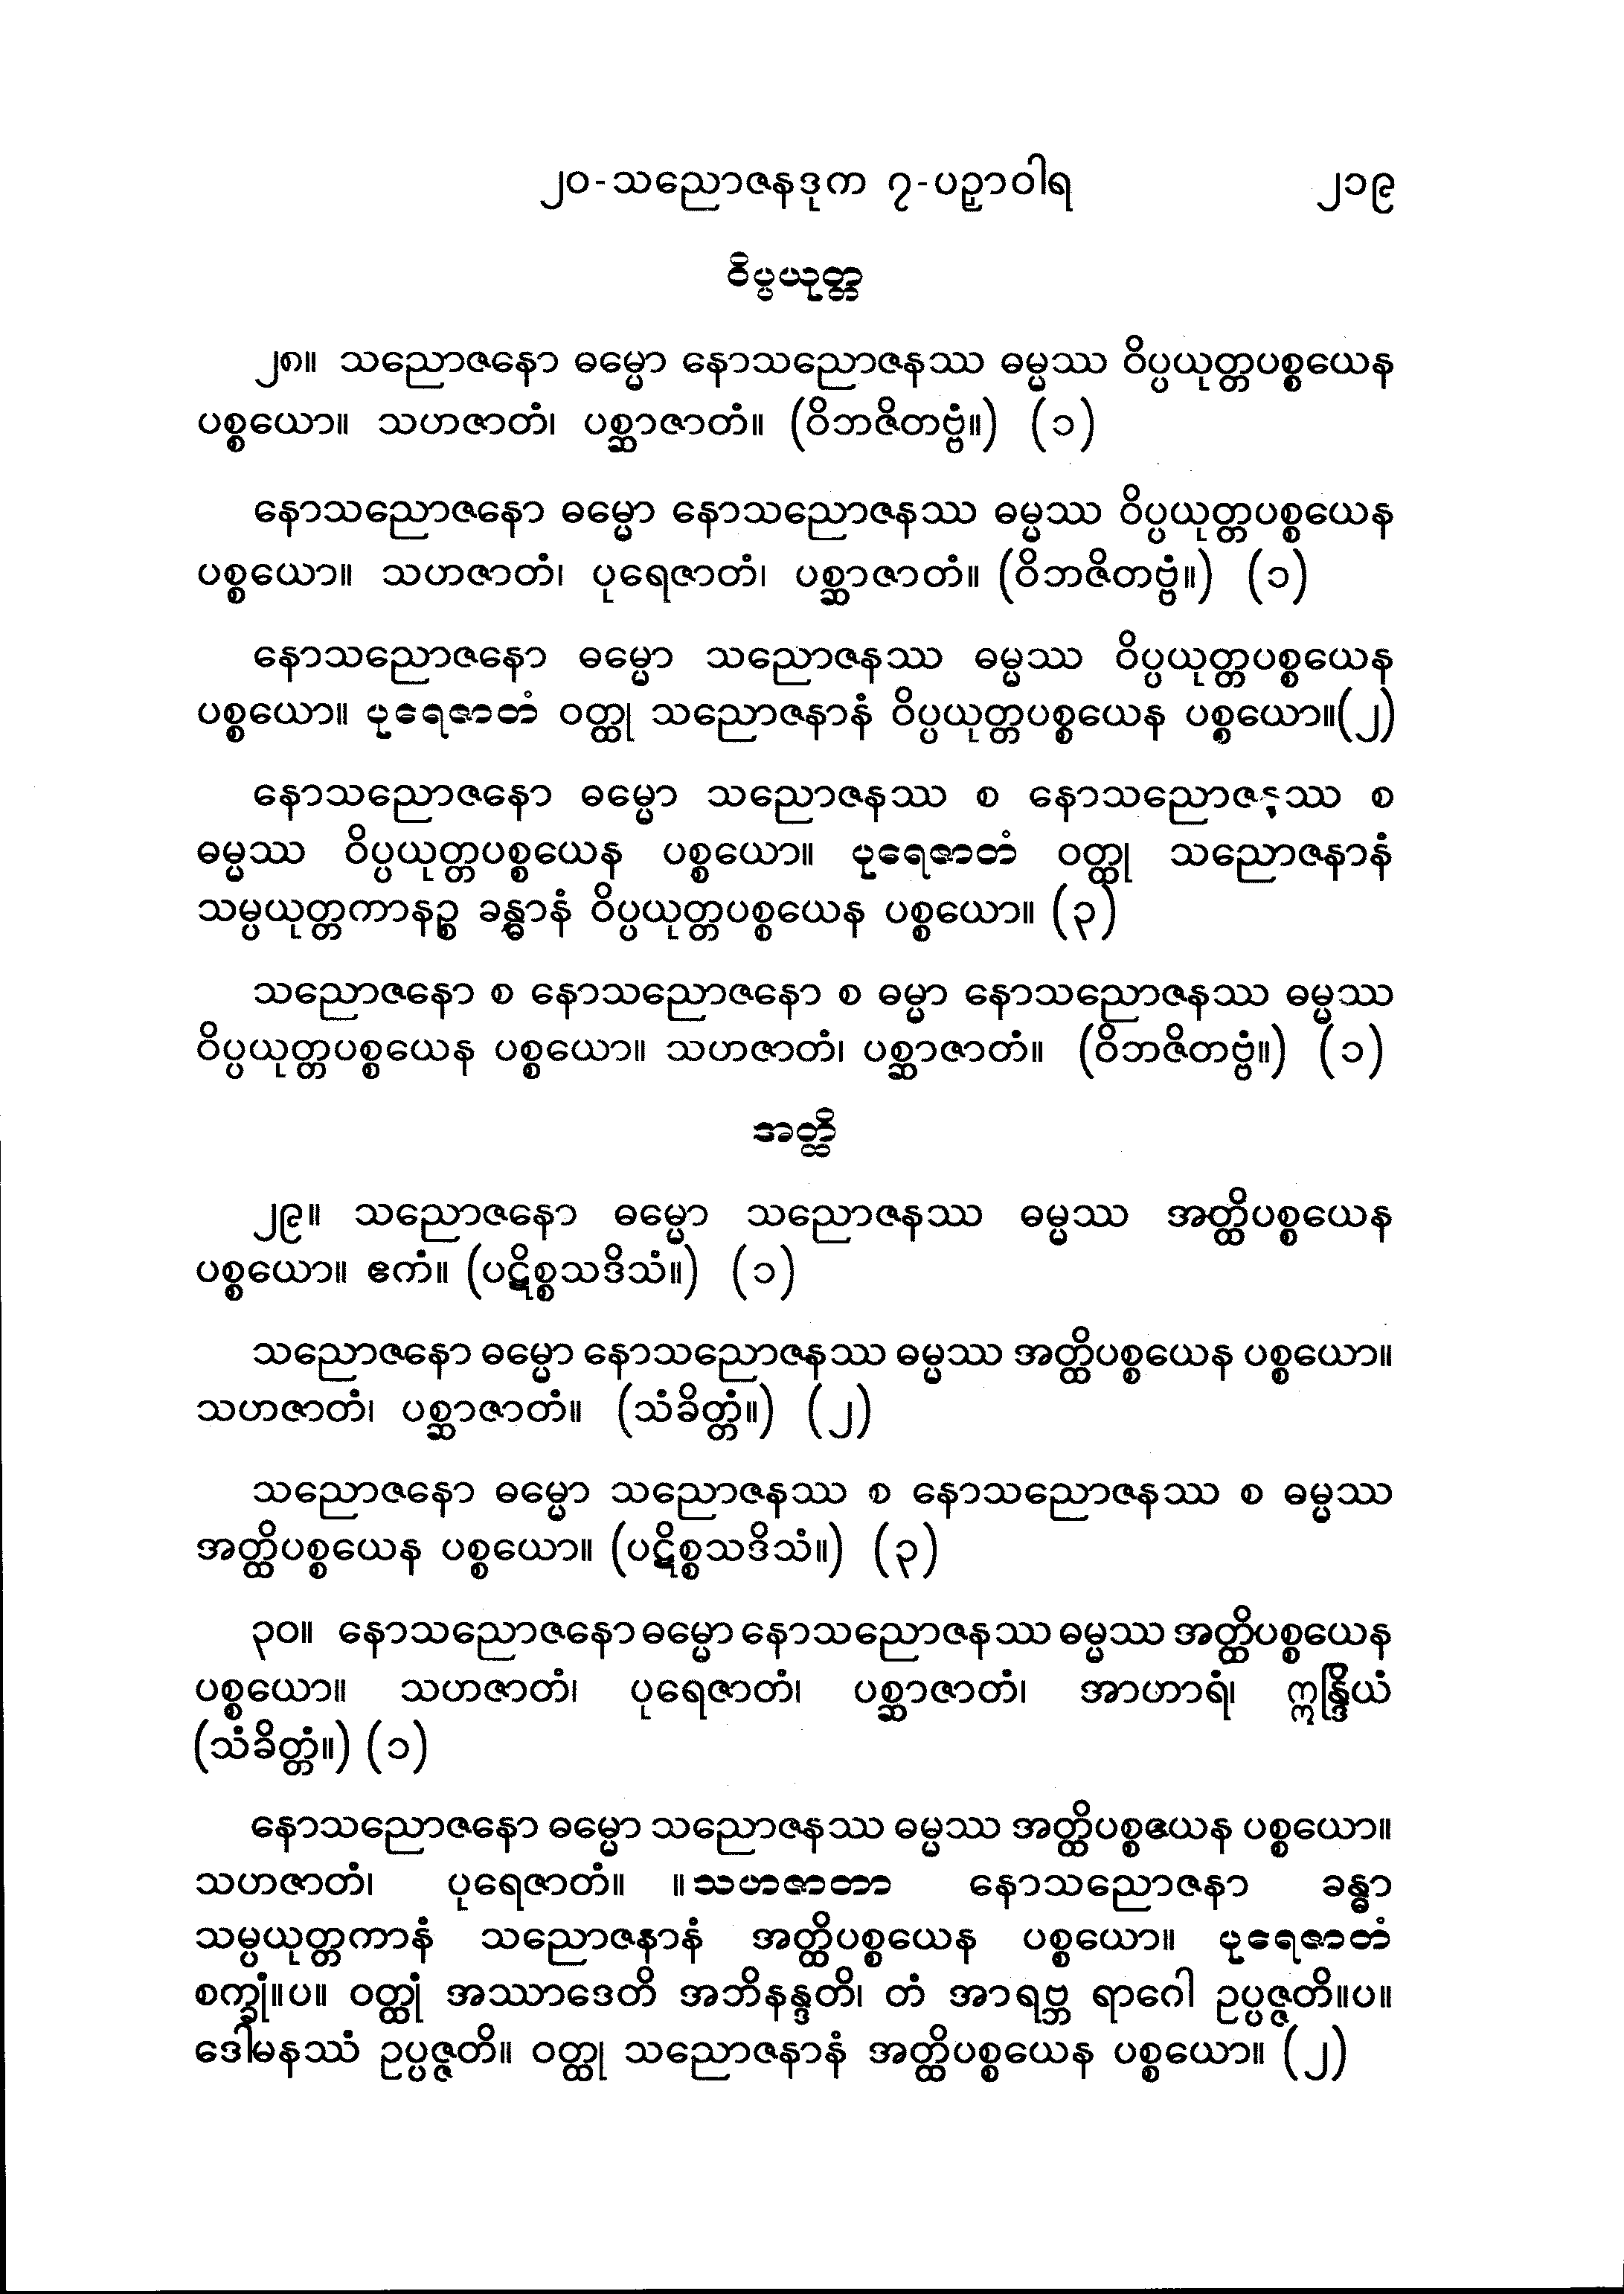 ၂၀-သညောဇနဒုက ၇-ပဉှာဝါရ ၂၁၉
ဝိပ္ပယုတ္တ
၂၈။ သညောဇနော ဓမ္မော နောသညောဇနဿ ဓမ္မဿ ဝိပ္ပယုတ္တပစ္စယေန
ပစ္စယော။ သဟဇာတံ၊ ပစ္ဆာဇာတံ။ (ဝိဘဇိတဗ္ဗံ။) (၁)
နောသညောဇနော ဓမ္မော နောသညောဇနဿ ဓမ္မဿ ဝိပ္ပယုတ္တပစ္စယေန
ပစ္စယော။ သဟဇာတံ၊ ပုရေဇာတံ၊ ပစ္ဆာဇာတံ။ (ဝိဘဇိတဗ္ဗံ။) (၁)
နောသညောဇနော ဓမ္မော သညောဇနဿ ဓမ္မဿ ဝိပ္ပယုတ္တပစ္စယေန
ပစ္စယော။ ပုရေဇာတံ ဝတ္ထု သညောဇနာနံ ဝိပ္ပယုတ္တပစ္စယေန ပစ္စယော။(၂)
နောသညောဇနော ဓမ္မော သညောဇနဿ စ နောသညောဇနဿ စ
ဓမ္မဿ ဝိပ္ပယုတ္တပစ္စယေန ပစ္စယော။ ပုရေဇာတံ ဝတ္ထု သညောဇနာနံ
သမ္ပယုတ္တကာနဉ္စ ခန္ဓာနံ ဝိပ္ပယုတ္တပစ္စယေန ပစ္စယော။ (၃)
သညောဇနော စ နောသညောဇနော စ ဓမ္မာ နောသညောဇနဿ ဓမ္မဿ
ဝိပ္ပယုတ္တပစ္စယေန ပစ္စယော။ သဟဇာတံ၊ ပစ္ဆာဇာတံ။ (ဝိဘဇိတဗ္ဗံ။) (၁)
အတ္ထိ
၂၉။ သညောဇနော ဓမ္မော သညောဇနဿ ဓမ္မဿ အတ္ထိပစ္စယေန
ပစ္စယော။ ဧကံ။ (ပဋိစ္စသဒိသံ။) (၁)
သညောဇနော ဓမ္မော နောသညောဇနဿ ဓမ္မဿ အတ္ထိပစ္စယေန ပစ္စယော။
သဟဇာတံ၊ ပစ္ဆာဇာတံ။ (သံခိတ္တံ။) (၂)
သညောဇနော ဓမ္မော သညောဇနဿ စ နောသညောဇနဿ စ ဓမ္မဿ
အတ္ထိပစ္စယေန ပစ္စယော။ (ပဋိစ္စသဒိသံ။) (၃)
၃၀။ နောသညောဇနော ဓမ္မော နောသညောဇနဿ ဓမ္မဿ အတ္ထိပစ္စယေန
ပစ္စယော။ သဟဇာတံ၊ ပုရေဇာတံ၊ ပစ္ဆာဇာတံ၊ အာဟာရံ၊ ဣန္ဒြိယံ
(သံခိတ္တံ။) (၁)
နောသညောဇနော ဓမ္မော သညောဇနဿ ဓမ္မဿ အတ္ထိပစ္စယေန ပစ္စယော။
သဟဇာတံ၊ ပုရေဇာတံ။ ။သဟဇာတာ နောသညောဇနာ ခန္ဓာ
သမ္ပယုတ္တကာနံ သညောဇနာနံ အတ္ထိပစ္စယေန ပစ္စယော။ ပုရေဇာတံ
စက္ခုံ။ပ။ ဝတ္ထုံ အဿာဒေတိ အဘိနန္ဒတိ၊ တံ အာရဗ္ဘ ရာဂေါ ဥပ္ပဇ္ဇတိ။ပ။
ဒေါမနဿံ ဥပ္ပဇ္ဇတိ။ ဝတ္ထု သညောဇနာနံ အတ္ထိပစ္စယေန ပစ္စယော။ (၂)